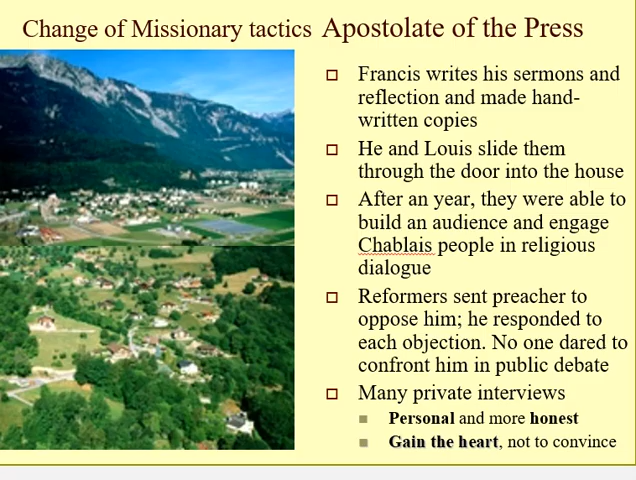 Change of Missionary tactics Apostolate of the Press
Francis writes his sermons and
reflection and made hand-
written copies
He and Louis slide them
through the door into the house
After an year, they were able to
build an audience and engage
Chablais people in religious
dialogue
Reformers sent preacher to
oppose him; he responded to
each objection. No one dared to
confront him in public debate
Many private interviews
Personal and more honest
Gain the heart, not to convince